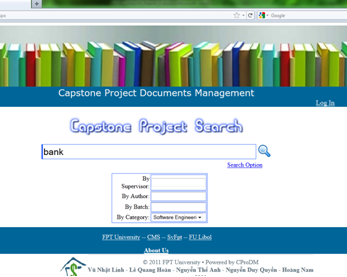 Google
Capstone Project Documents Management
Log In
Capstone Project Search
bank
Search Option
By
Supervisor:
By Author:
By Batch:
By Category: Software Engineeri
FPT University -- CMS -- SvFpt -- FU Libol
About Us
© 2011 FPT University • Powered by CProDM
Vũ Nhật Linh - Lê Quang Hoàn - Nguyễn Thế Anh - Nguyễn Duy Quyền - Hoàng Nam